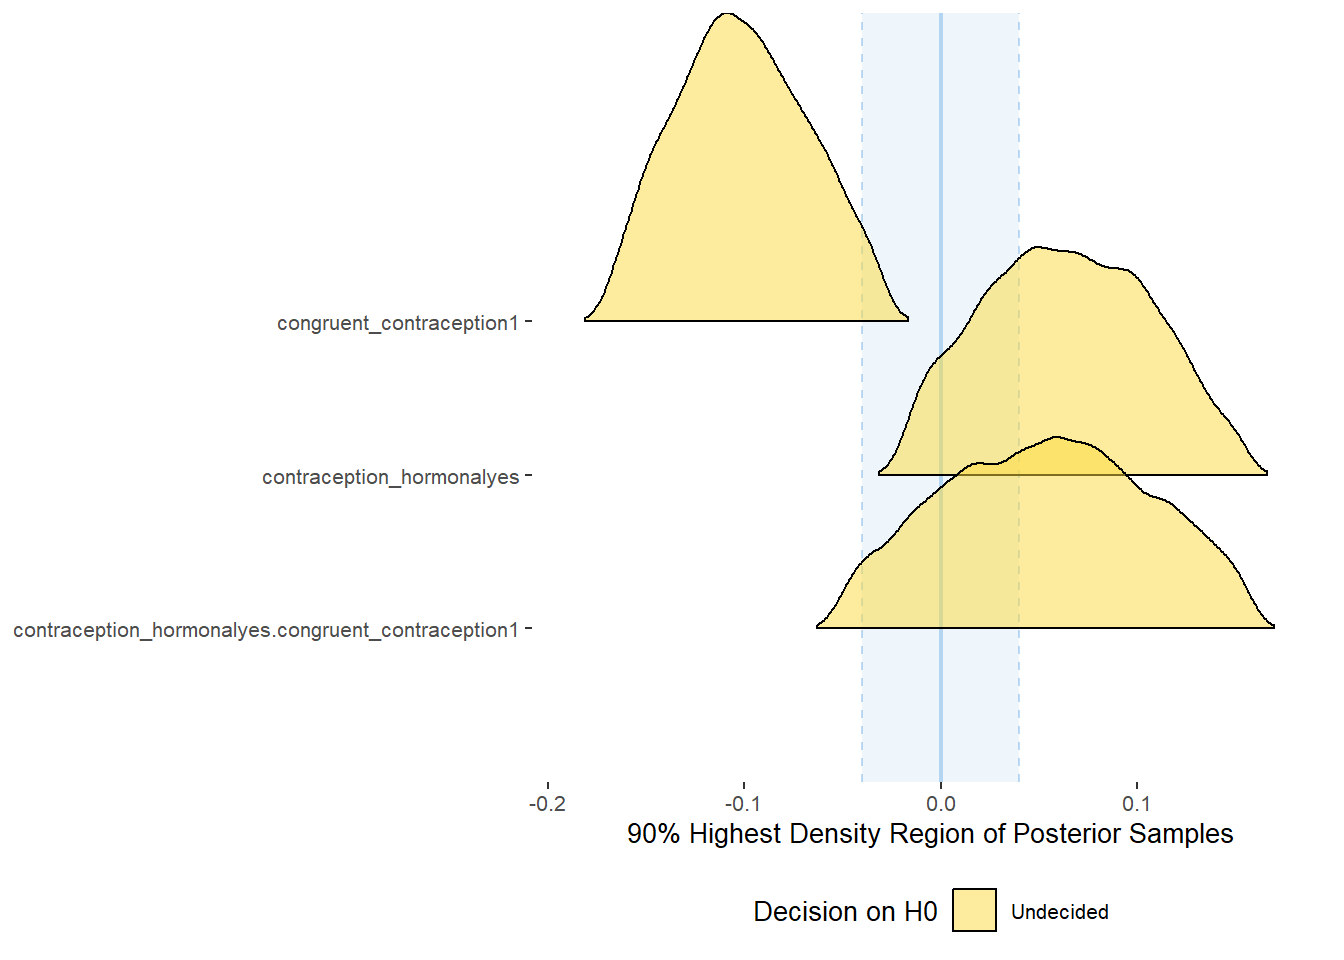 congruent_contraception1
contraception_hormonalyes
contraception_hormonalyes.congruent_contraception1
-0.2 -0.1 0.0 0.1
90% Highest Density Region of Posterior Samples
Decision on H0 Undecided